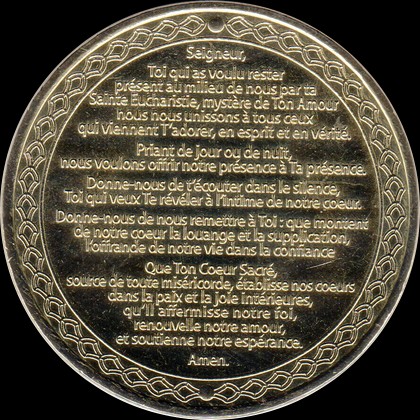 Seigneur,
Toi qui as voulu rester
présent au milieu de nous par ta
Sainte Eucharistie, mystère de Ton Amour
nous nous unissons à tous ceux
qui viennent T'adorer, en esprit et en vérité.
Priant de jour ou de nuit,
nous voulons offrir notre présence à Ta présence.
Donne-nous de t'écouter dans le silence,
Toi qui veux Te révéler à l'intime de notre coeur.
Donne-nous de nous remettre à Toi : que montent
de notre coeur la louange et la supplication,
l'offrande de notre vie dans la confiance
Que Ton Coeur Sacré,
source de toute miséricorde, établisse nos coeurs
dans la paix et la joie intérieures,
qu'Il affermisse notre foi,
renouvelle notre amour,
et soutienne notre espérance.
Amen.